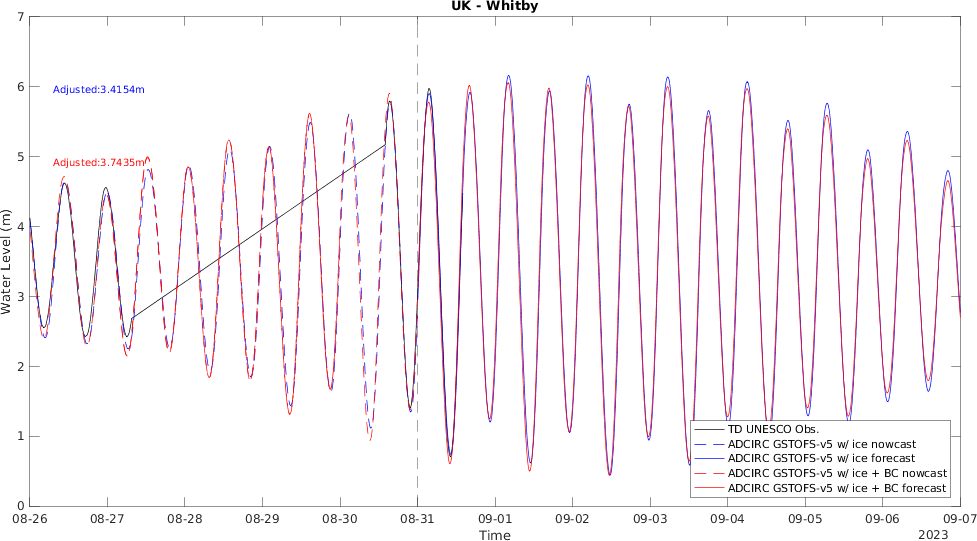 UK - Whitby
Water Level (m)
7
6
5
4
3
2
1
0
Adjusted:3.4154m
Adjusted:3.7435m
TD UNESCO Obs.
ADCIRC GSTOFS-v5 w/ ice nowcast
ADCIRC GSTOFS-v5 w/ ice forecast
ADCIRC GSTOFS-v5 w/ ice + BC nowcast
ADCIRC GSTOFS-v5 w/ ice + BC forecast
08-26 08-27 08-28 08-29 08-30 08-31 09-01 09-02 09-03 09-04 09-05 09-06 09-07
Time
2023